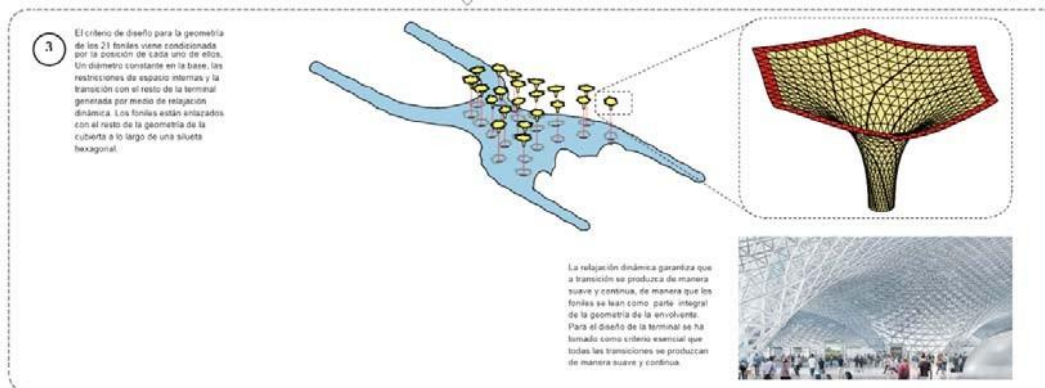 3
El criterio de diseño para la geometría
de los 21 foniles viene condicionada
por la posición de cada uno de ellos.
Un diámetro constante en la base, las
restricciones de espacio internas y la
transición con el resto de la terminal
generada por medio de relajación
dinámica. Los foniles están enlazados
con el resto de la geometría de la
cubierta a lo largo de una silueta
hexagonal.
La relajación dinámica garantiza que
a transición se produzca de manera
suave y continua, de manera que los
foniles se lean como parte integral
de la geometría de la envolvente.
Para el diseño de la terminal se ha
tomado como criterio esencial que
todas las transiciones se produzcan
de manera suave y continua.